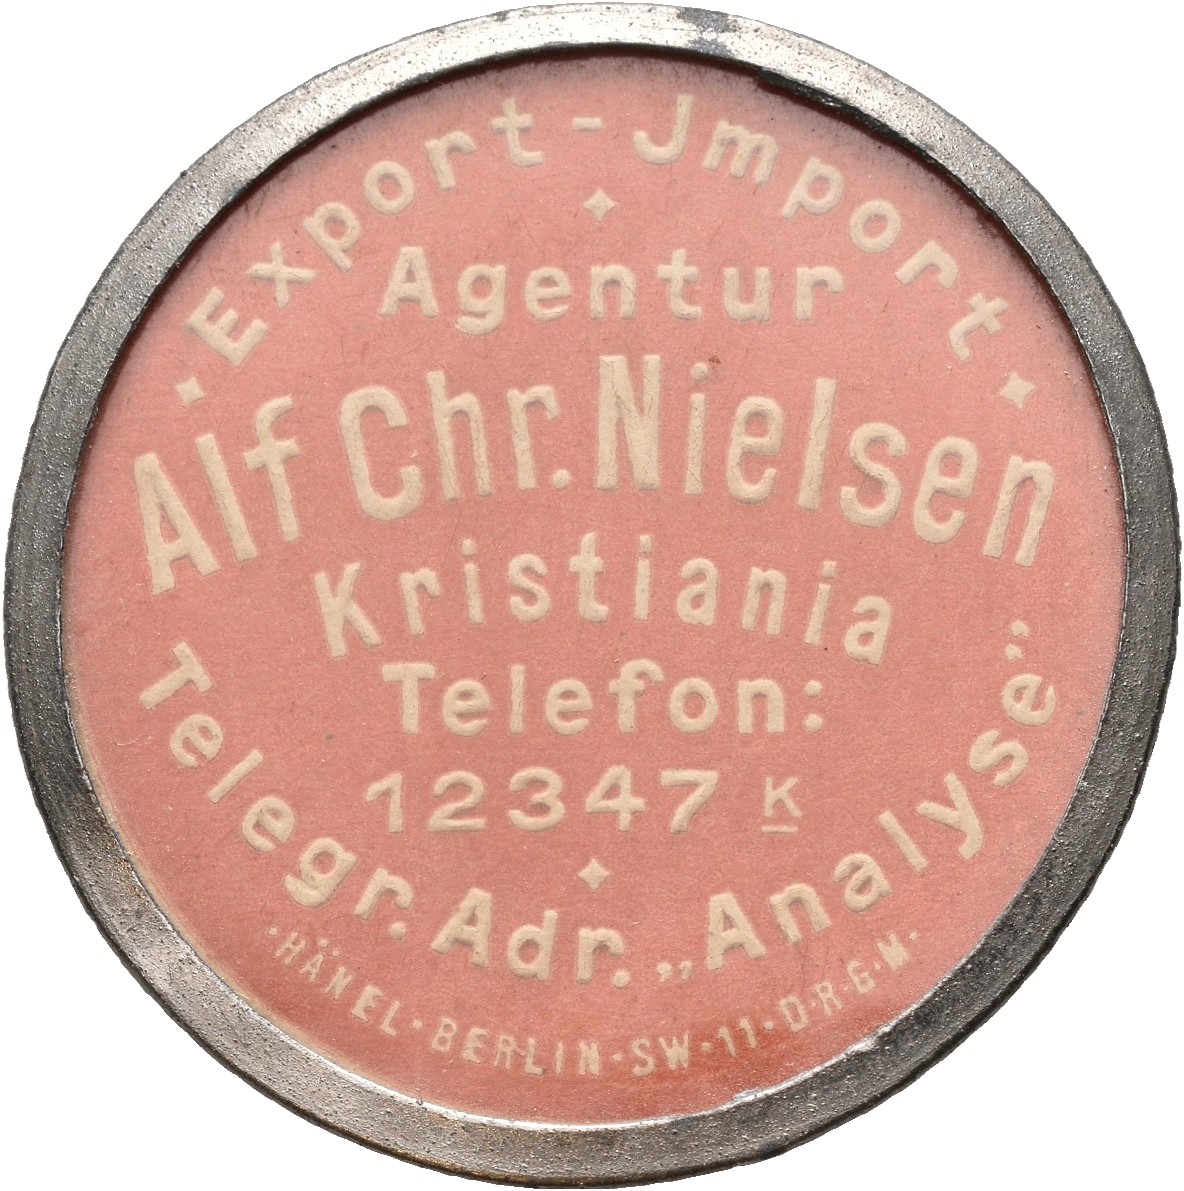 Export - Jmport
Agentur
Alf Chr. Nielsen
Kristiania
Telefon:
12347 K
Telegr. Adr. „Analyse”
·HÄNEL·BERLIN·SW·11·D·R·G·M·